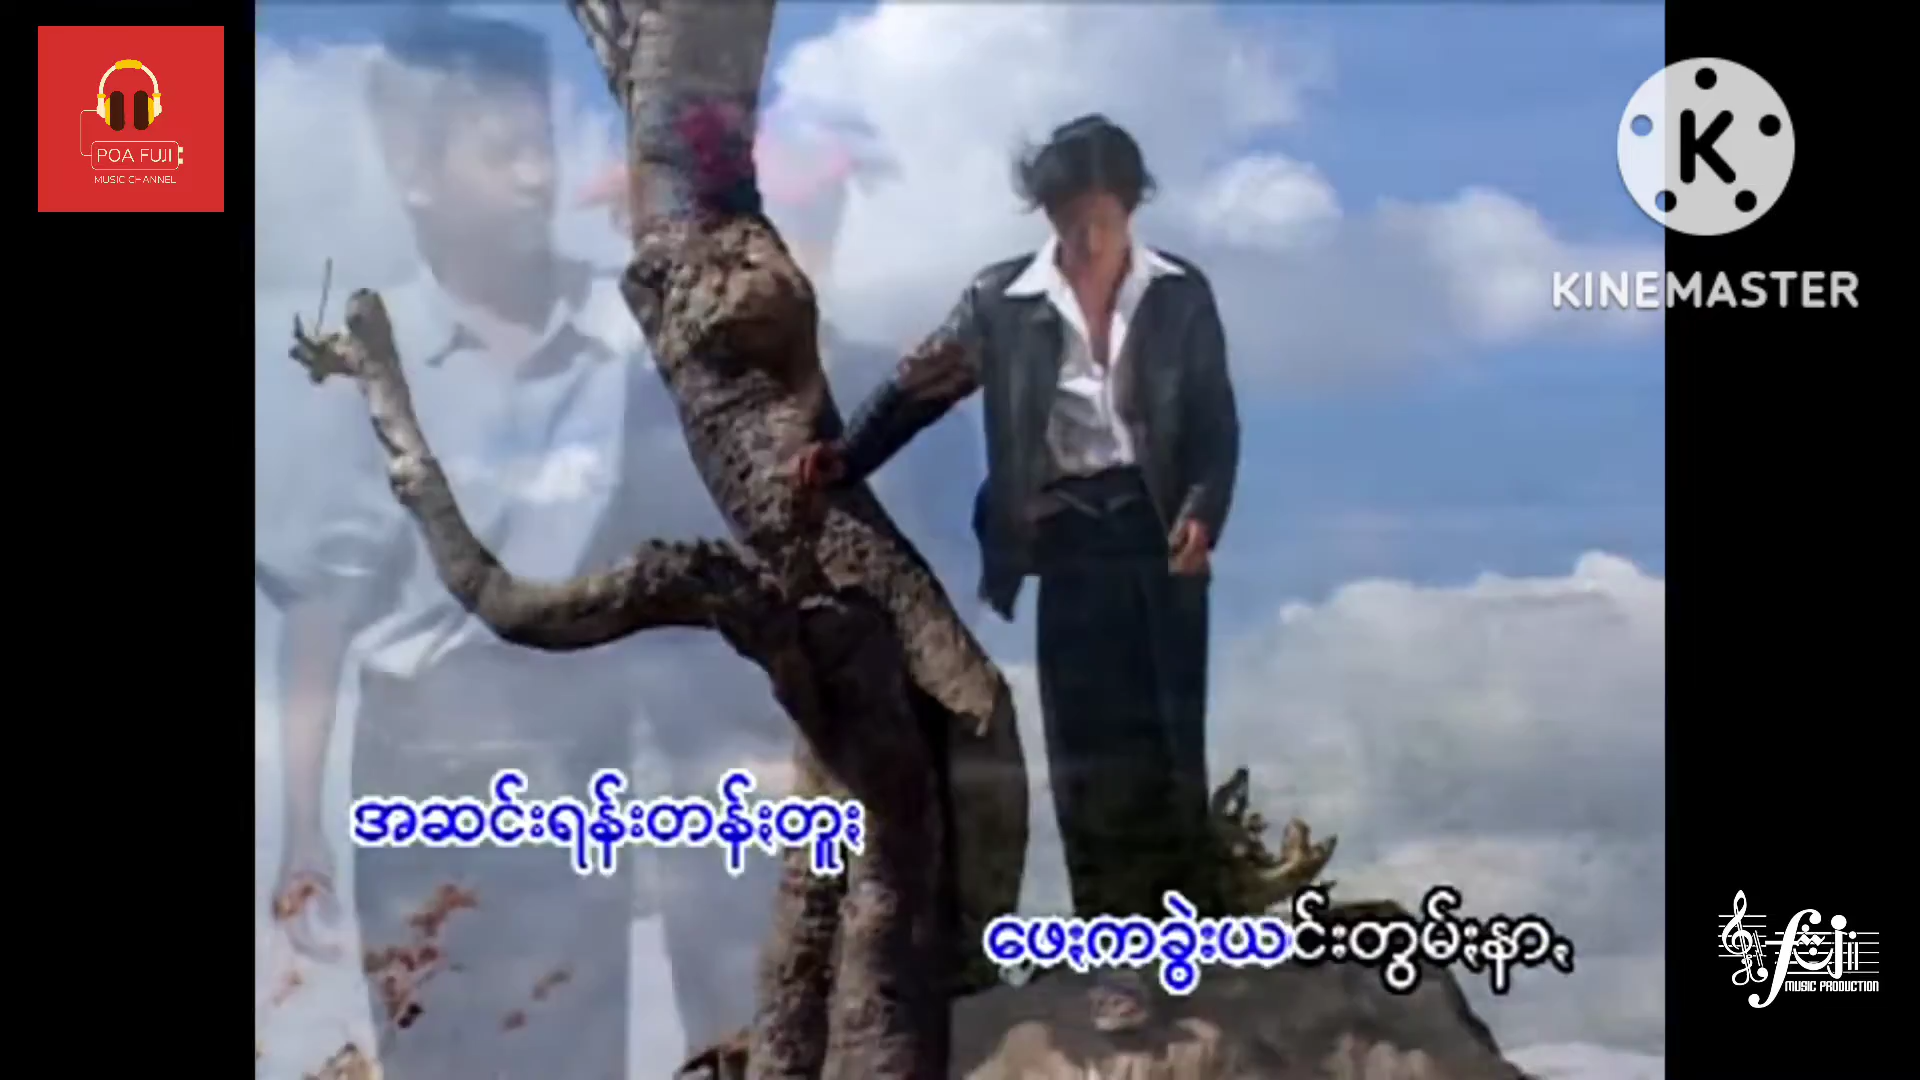 POA FUJI
MUSIC CHANNEL
K
KINEMASTER
အဆင်းရန်းတန်ႏတူႏ
ဖေႏကခွဲးယင်းတွမ်ႏနာႏ
fuji
MUSIC PRODUCTION